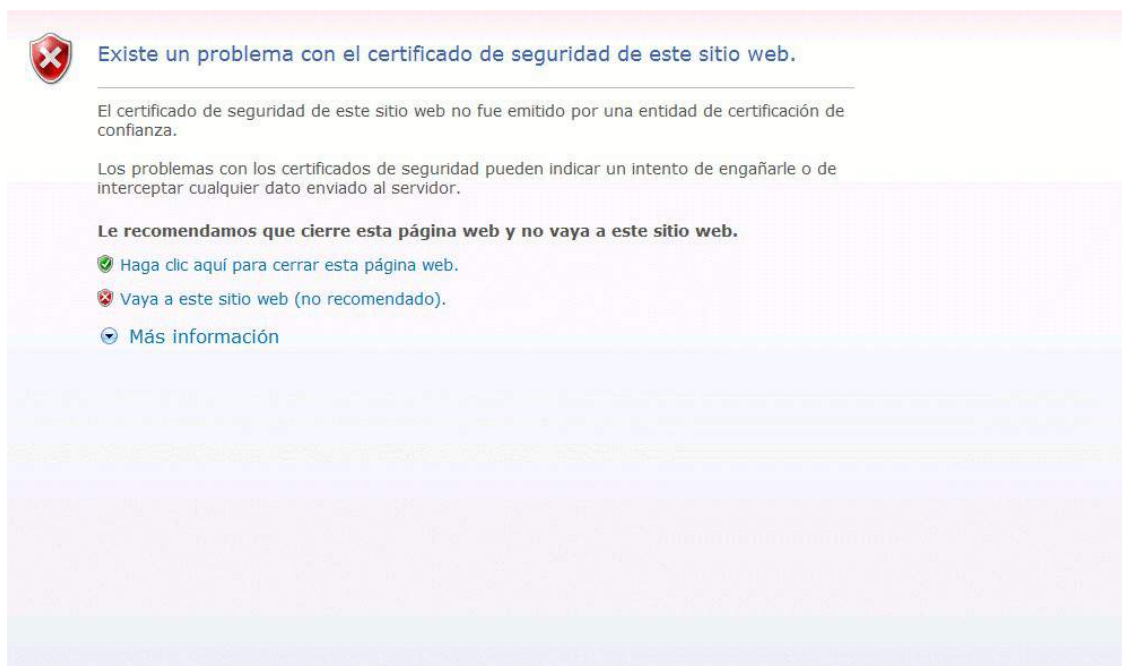 Existe un problema con el certificado de seguridad de este sitio web.
El certificado de seguridad de este sitio web no fue emitido por una entidad de certificación de
confianza.
Los problemas con los certificados de seguridad pueden indicar un intento de engañarle o de
interceptar cualquier dato enviado al servidor.
Le recomendamos que cierre esta página web y no vaya a este sitio web.
Haga clic aquí para cerrar esta página web.
Vaya a este sitio web (no recomendado).
Más información